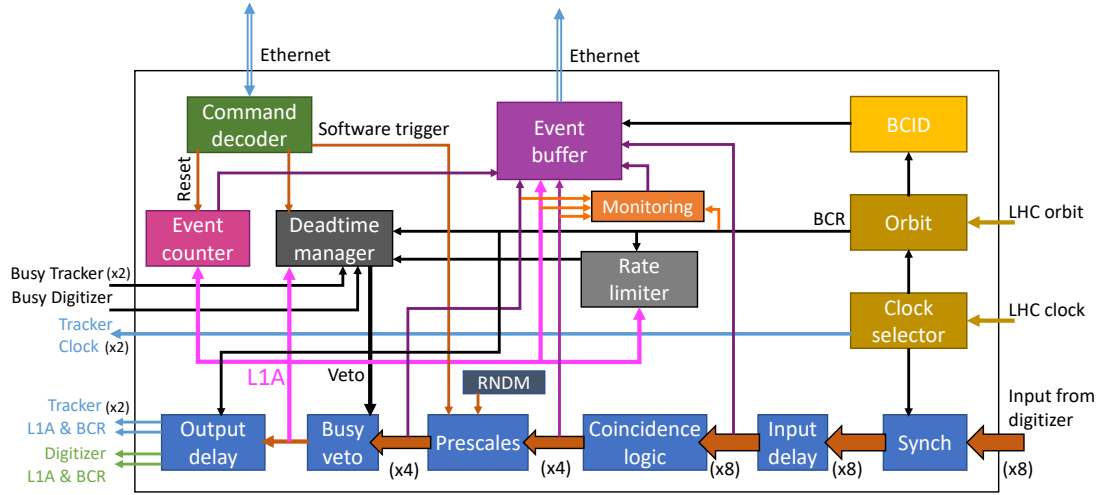 Ethernet
Ethernet
Command
decoder
Software trigger
Event
buffer
BCID
Reset
Monitoring
Event
counter
Deadtime
manager
BCR
Orbit
LHC orbit
Rate
limiter
Busy Tracker (x2)
Busy Digitizer
Clock
selector
LHC clock
Tracker
Clock (x2)
L1A
Veto
RNDM
Tracker (x2)
L1A & BCR
Digitizer
L1A & BCR
Output
delay
Busy
veto
(x4)
Prescales
(x4)
Coincidence
logic
(x8)
Input
delay
(x8)
Synch
Input from
digitizer
(x8)